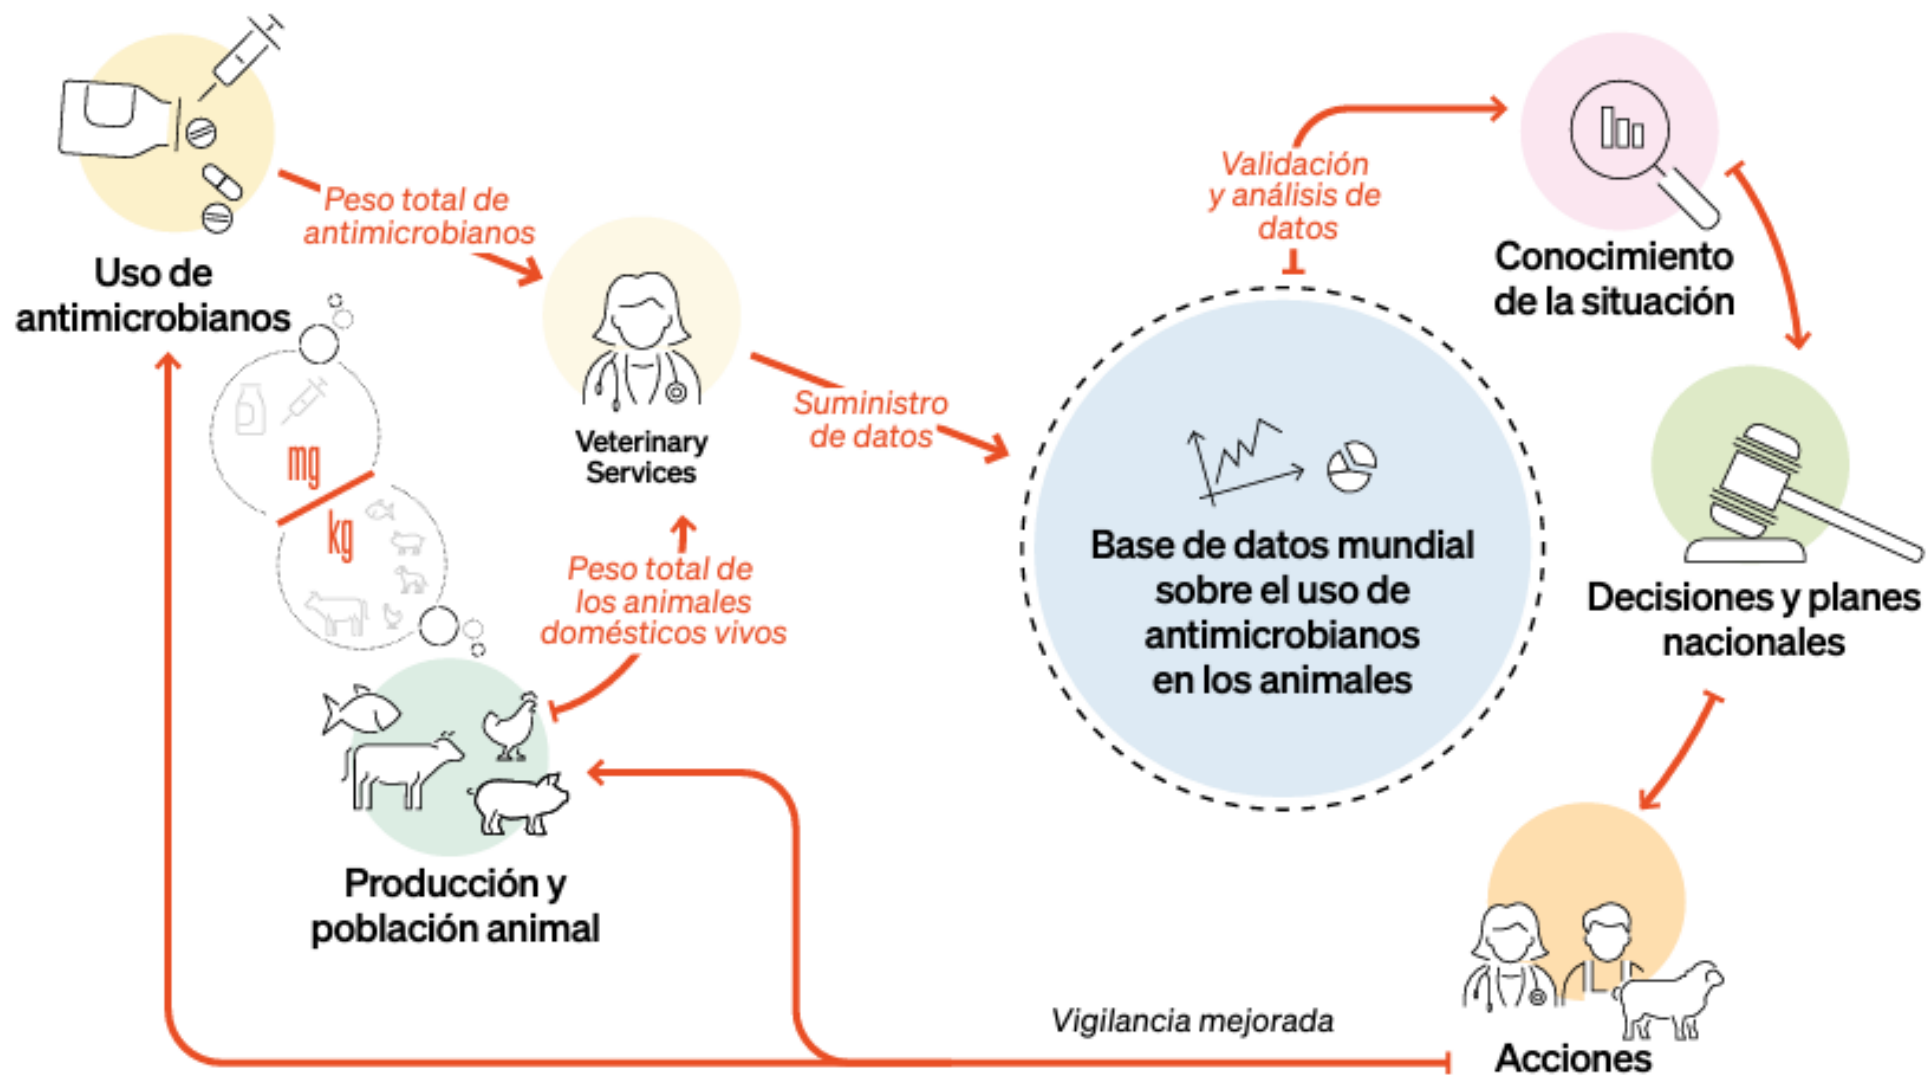 Uso de
antimicrobianos
Peso total de
antimicrobianos
mg
kg
Veterinary
Services
Peso total de
los animales
domésticos vivos
Producción y
población animal
Suministro
de datos
Base de datos mundial
sobre el uso de
antimicrobianos
en los animales
Validación
y análisis de
datos
Conocimiento
de la situación
Decisiones y planes
nacionales
Acciones
Vigilancia mejorada